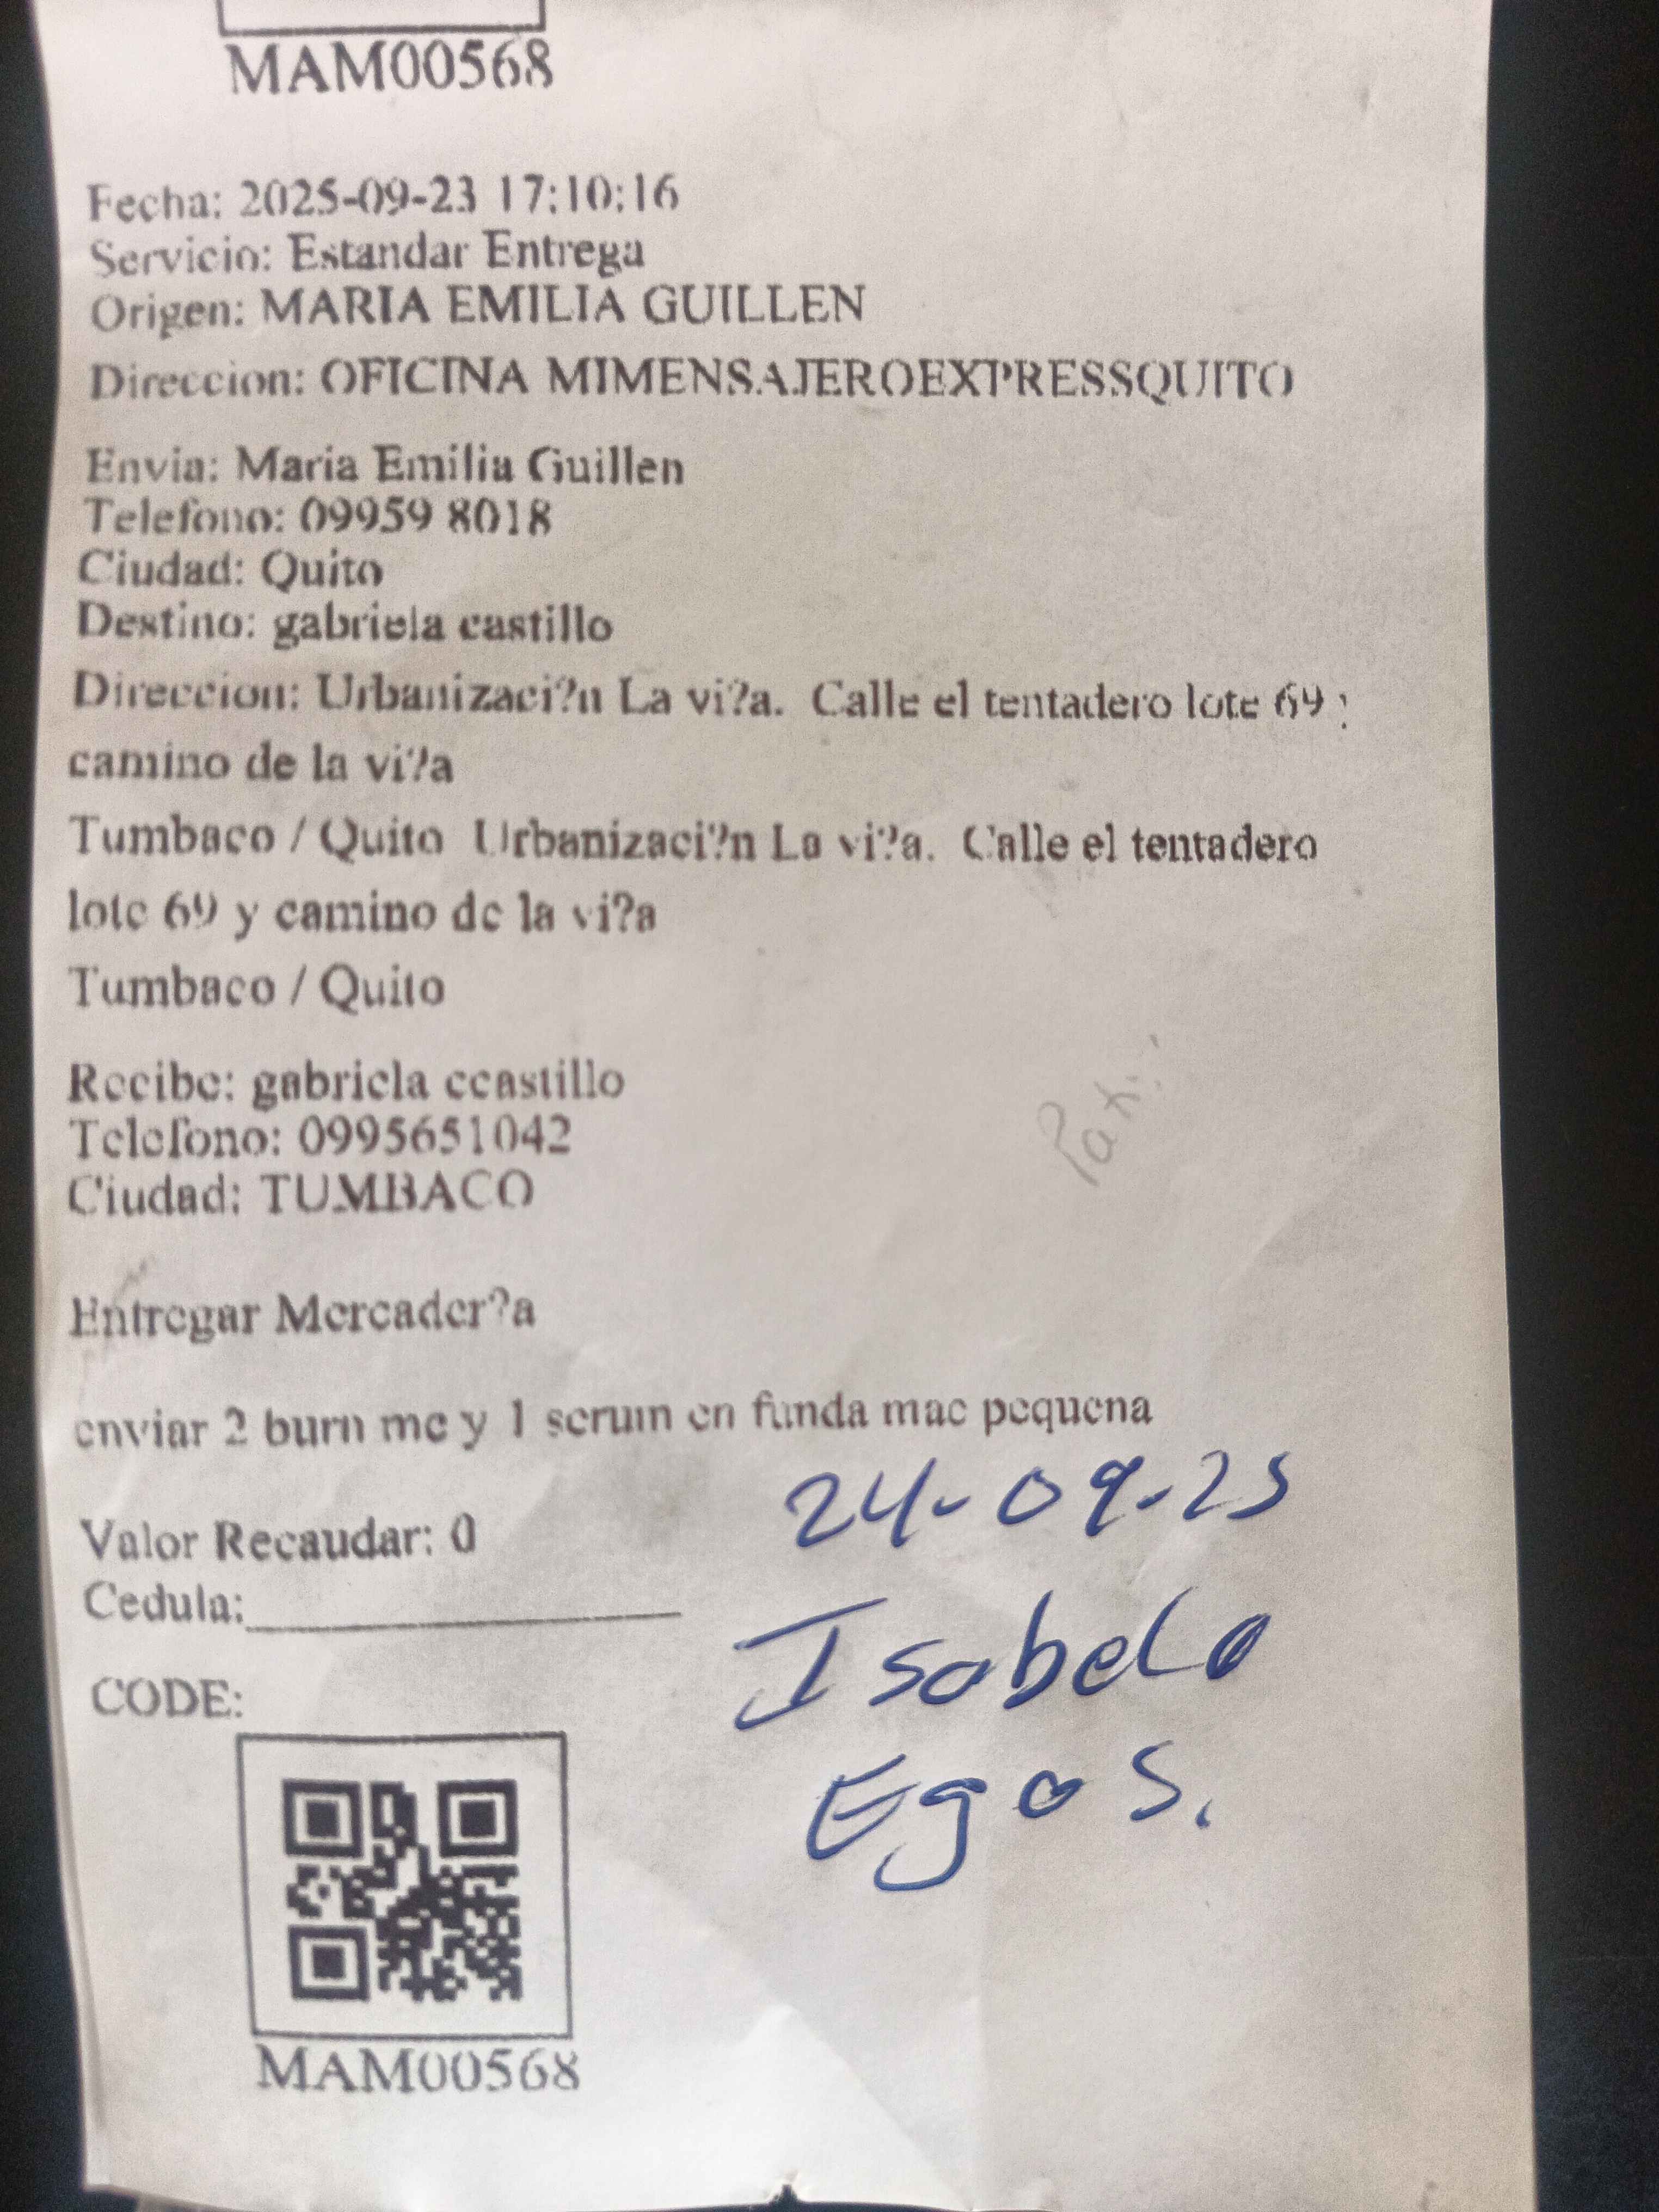 MAM00568
Fecha: 2025-09-23 17:10:16
Servicio: Estandar Entrega
Origen: MARIA EMILIA GUILLEN
Direccion: OFICINA MIMENSAJEROEXPRESSQUITO
Envia: Maria Emilia Guillen
Telefono: 09959 8018
Ciudad: Quito
Destino: gabriela castillo
Direccion: Urbanizaci?n La vi?a. Calle el tentadero lote 69 y
camino de la vi?a
Tumbaco / Quito Urbanizaci?n La vi?a. Calle el tentadero
lote 69 y camino de la vi?a
Tumbaco / Quito
Recibe: gabriela ccastillo
Telefono: 0995651042
Ciudad: TUMBACO
Entregar Mercader?a
enviar 2 burn me y 1 serum en funda mac pequena
24-09-25
Valor Recaudar: 0
Cedula:
Isabela
Egas.
CODE:
MAM00568